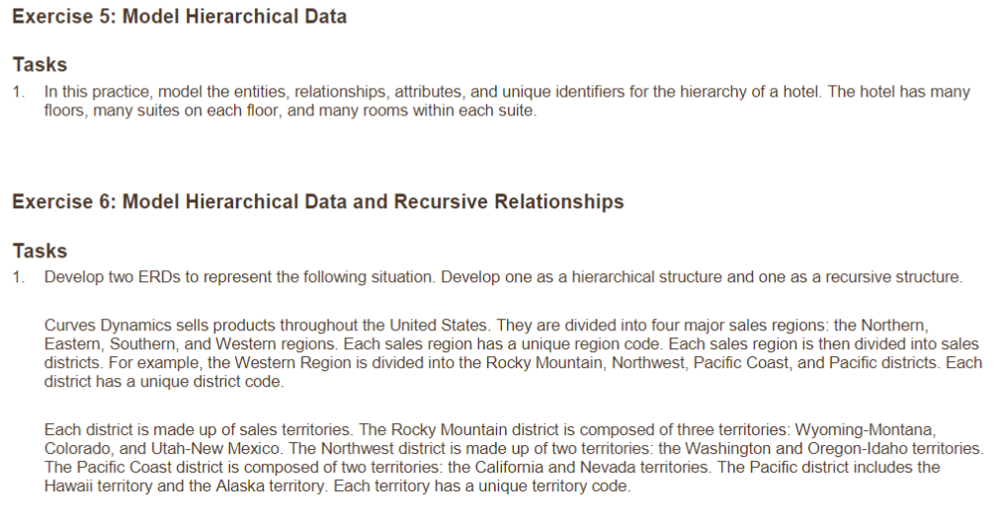 Exercise 5: Model Hierarchical Data
Tasks
1. In this practice, model the entities, relationships, attributes, and unique identifiers for the hierarchy of a hotel. The hotel has many
floors, many suites on each floor, and many rooms within each suite.
Exercise 6: Model Hierarchical Data and Recursive Relationships
Tasks
1. Develop two ERDs to represent the following situation. Develop one as a hierarchical structure and one as a recursive structure.
Curves Dynamics sells products throughout the United States. They are divided into four major sales regions: the Northern,
Eastern, Southern, and Western regions. Each sales region has a unique region code. Each sales region is then divided into sales
districts. For example, the Western Region is divided into the Rocky Mountain, Northwest, Pacific Coast, and Pacific districts. Each
district has a unique district code.
Each district is made up of sales territories. The Rocky Mountain district is composed of three territories: Wyoming-Montana,
Colorado, and Utah-New Mexico. The Northwest district is made up of two territories: the Washington and Oregon-Idaho territories.
The Pacific Coast district is composed of two territories: the California and Nevada territories. The Pacific district includes the
Hawaii territory and the Alaska territory. Each territory has a unique territory code.